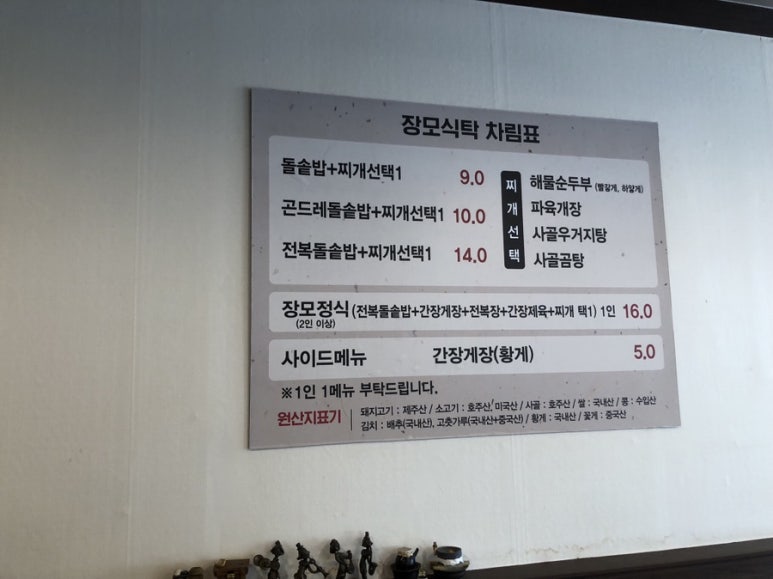 장모식탁 차림표
돌솥밥+찌개선택1 9.0
곤드레돌솥밥+찌개선택1 10.0
전복돌솥밥+찌개선택1 14.0
찌개선택
해물순두부 (빨갛게, 하얗게)
파육개장
사골우거지탕
사골곰탕
장모정식 (전복돌솥밥+간장게장+전복장+간장제육+찌개 택1) 1인 16.0
(2인 이상)
사이드메뉴 간장게장(황게) 5.0
※1인 1메뉴 부탁드립니다.
원산지표기
돼지고기 : 제주산 / 소고기 : 호주산, 미국산 / 사골 : 호주산 / 쌀 : 국내산 / 콩 : 수입산
김치 : 배추(국내산), 고춧가루(국내산+중국산) / 황게 : 국내산 / 꽃게 : 중국산